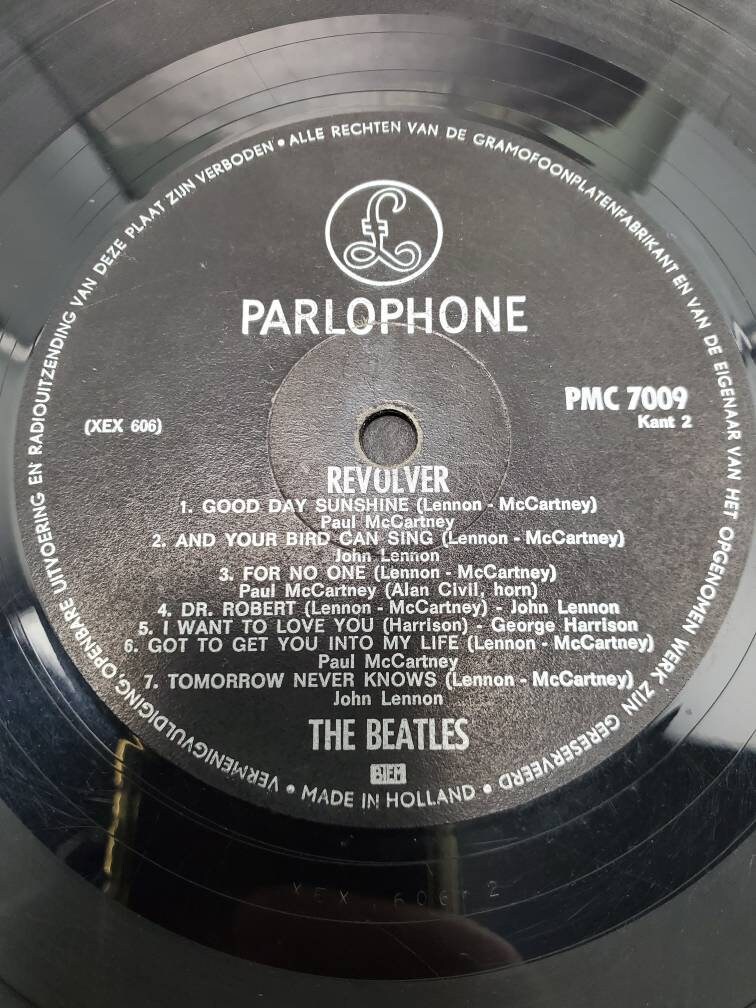 VERMENIGVULDIGING, OPENBARE UITVOERING EN RADIOUITZENDING VAN DEZE PLAAT ZIJN VERBODEN • ALLE RECHTEN VAN DE GRAMOFOONPLATENFABRIKANT EN VAN DE EIGENAAR VAN HET OPGENOMEN WERK ZIJN GERESERVEERD • MADE IN HOLLAND •
£
PARLOPHONE
PMC 7009
Kant 2
(XEX 606)
REVOLVER
1. GOOD DAY SUNSHINE (Lennon - McCartney)
Paul McCartney
2. AND YOUR BIRD CAN SING (Lennon - McCartney)
John Lennon
3. FOR NO ONE (Lennon - McCartney)
Paul McCartney (Alan Civil, horn)
4. DR. ROBERT (Lennon - McCartney) - John Lennon
5. I WANT TO LOVE YOU (Harrison) - George Harrison
6. GOT TO GET YOU INTO MY LIFE (Lennon - McCartney)
Paul McCartney
7. TOMORROW NEVER KNOWS (Lennon - McCartney)
John Lennon
THE BEATLES
BIEM